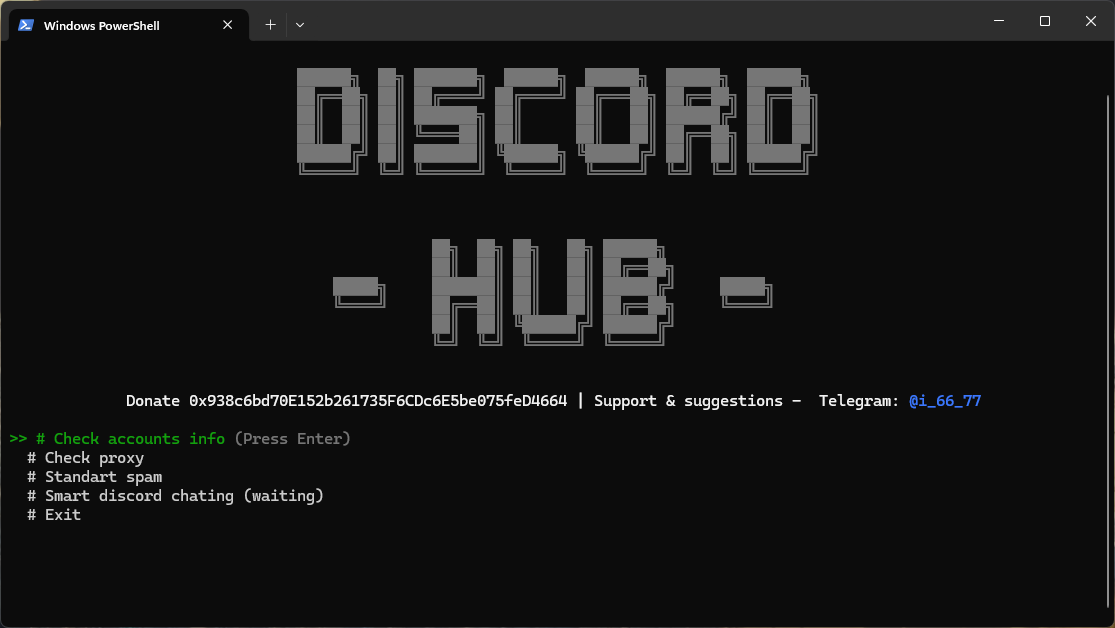 Windows PowerShell
DISCORD
- HUB -
Donate 0x938c6bd70E152b261735F6CDc6E5be075feD4664 | Support & suggestions - Telegram: @i_66_77
>> # Check accounts info (Press Enter)
# Check proxy
# Standart spam
# Smart discord chating (waiting)
# Exit